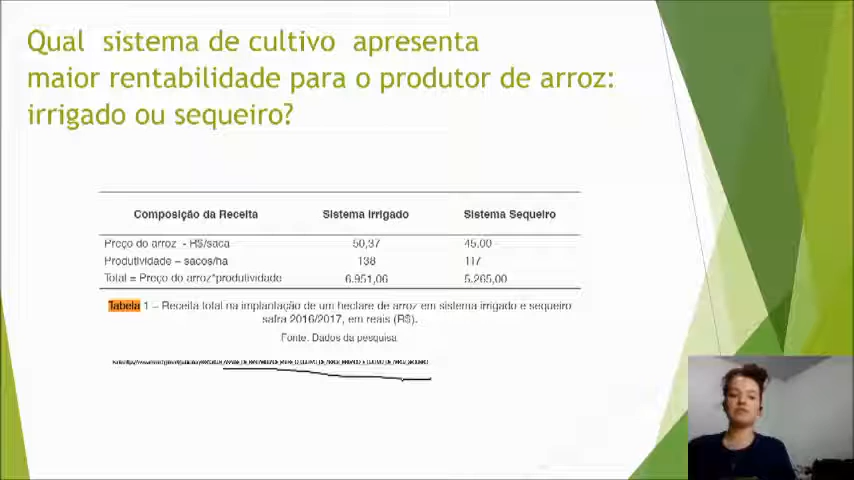 Qual sistema de cultivo apresenta
maior rentabilidade para o produtor de arroz:
irrigado ou sequeiro?
Composição da Receita Sistema Irrigado Sistema Sequeiro
Preço do arroz - R$/saca 50,37 45,00
Produtividade – sacos/ha 138 117
Total = Preço do arroz*produtividade 6.951,06 5.265,00
Tabela 1 – Receita total na implantação de um hectare de arroz em sistema irrigado e sequeiro
safra 2016/2017, em reais (R$).
Fonte. Dados da pesquisa